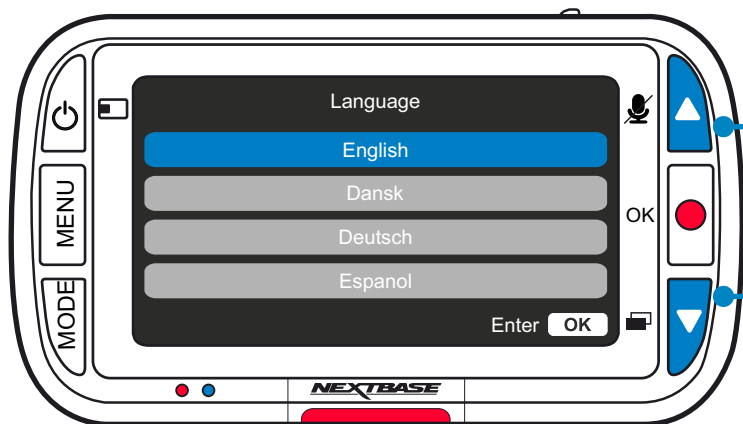 Language
English
Dansk
Deutsch
Espanol
Enter OK
MENU
MODE
OK
NEXTBASE